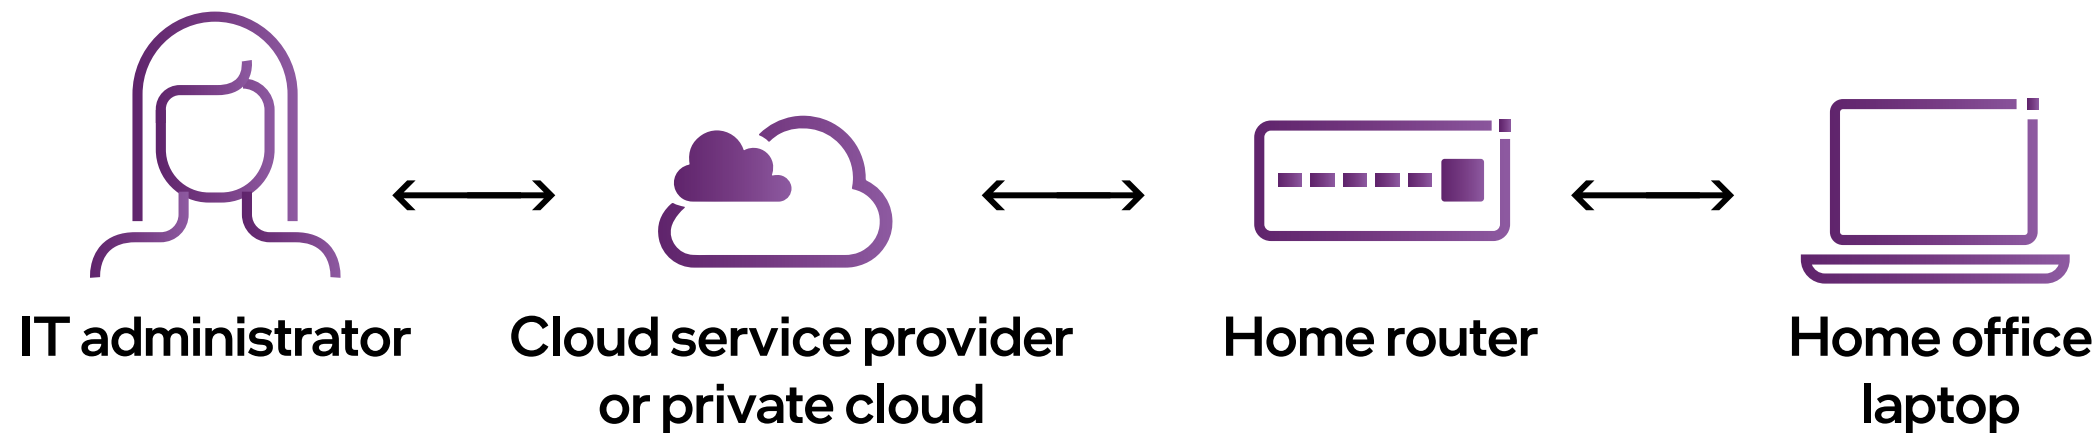 IT administrator
Cloud service provider
or private cloud
Home router
Home office
laptop